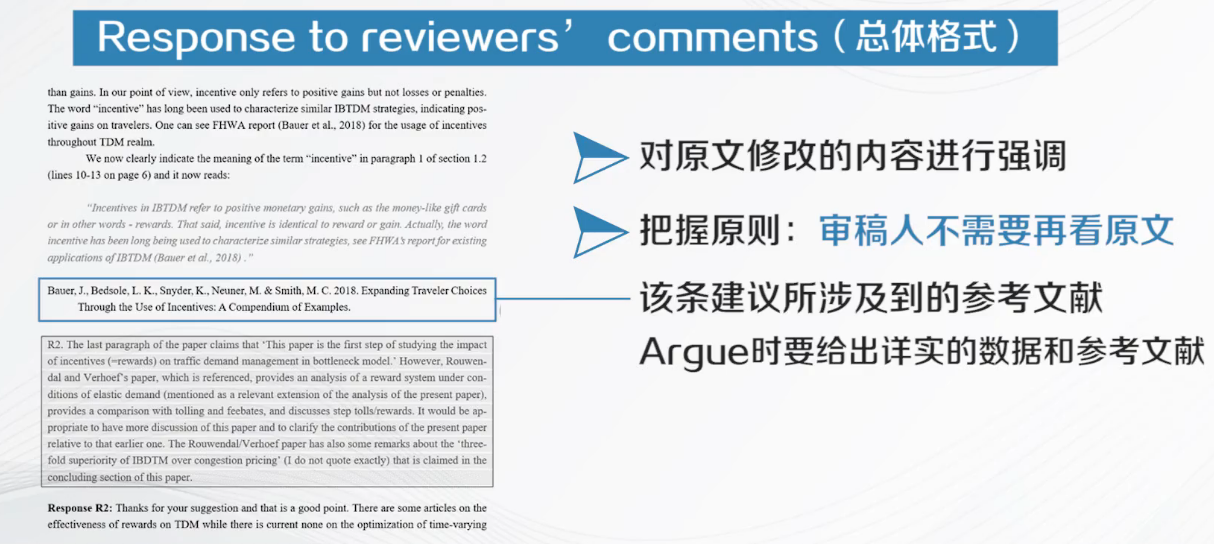 Response to reviewers’ comments（总体格式）
than gains. In our point of view, incentive only refers to positive gains but not losses or penalties.
The word “incentive” has long been used to characterize similar IBTDM strategies, indicating pos-
itive gains on travelers. One can see FHWA report (Bauer et al., 2018) for the usage of incentives
throughout TDM realm.
We now clearly indicate the meaning of the term “incentive” in paragraph 1 of section 1.2
(lines 10-13 on page 6) and it now reads:
“Incentives in IBTDM refer to positive monetary gains, such as the money-like gift cards
or in other words - rewards. That said, incentive is identical to reward or gain. Actually, the word
incentive has been long being used to characterize similar strategies, see FHWA’s report for existing
applications of IBTDM (Bauer et al., 2018) .”
Bauer, J., Bedsole, L. K., Snyder, K., Neuner, M. & Smith, M. C. 2018. Expanding Traveler Choices
Through the Use of Incentives: A Compendium of Examples.
R2. The last paragraph of the paper claims that ‘This paper is the first step of studying the impact
of incentives (=rewards) on traffic demand management in bottleneck model.’ However, Rouwen-
dal and Verhoef’s paper, which is referenced, provides an analysis of a reward system under con-
ditions of elastic demand (mentioned as a relevant extension of the analysis of the present paper),
provides a comparison with tolling and feebates, and discusses step tolls/rewards. It would be ap-
propriate to have more discussion of this paper and to clarify the contributions of the present paper
relative to that earlier one. The Rouwendal/Verhoef paper has also some remarks about the ‘three-
fold superiority of IBDTM over congestion pricing’ (I do not quote exactly) that is claimed in the
concluding section of this paper.
Response R2: Thanks for your suggestion and that is a good point. There are some articles on the
effectiveness of rewards on TDM while there is current none on the optimization of time-varying
对原文修改的内容进行强调
把握原则：审稿人不需要再看原文
该条建议所涉及到的参考文献
Argue时要给出详实的数据和参考文献